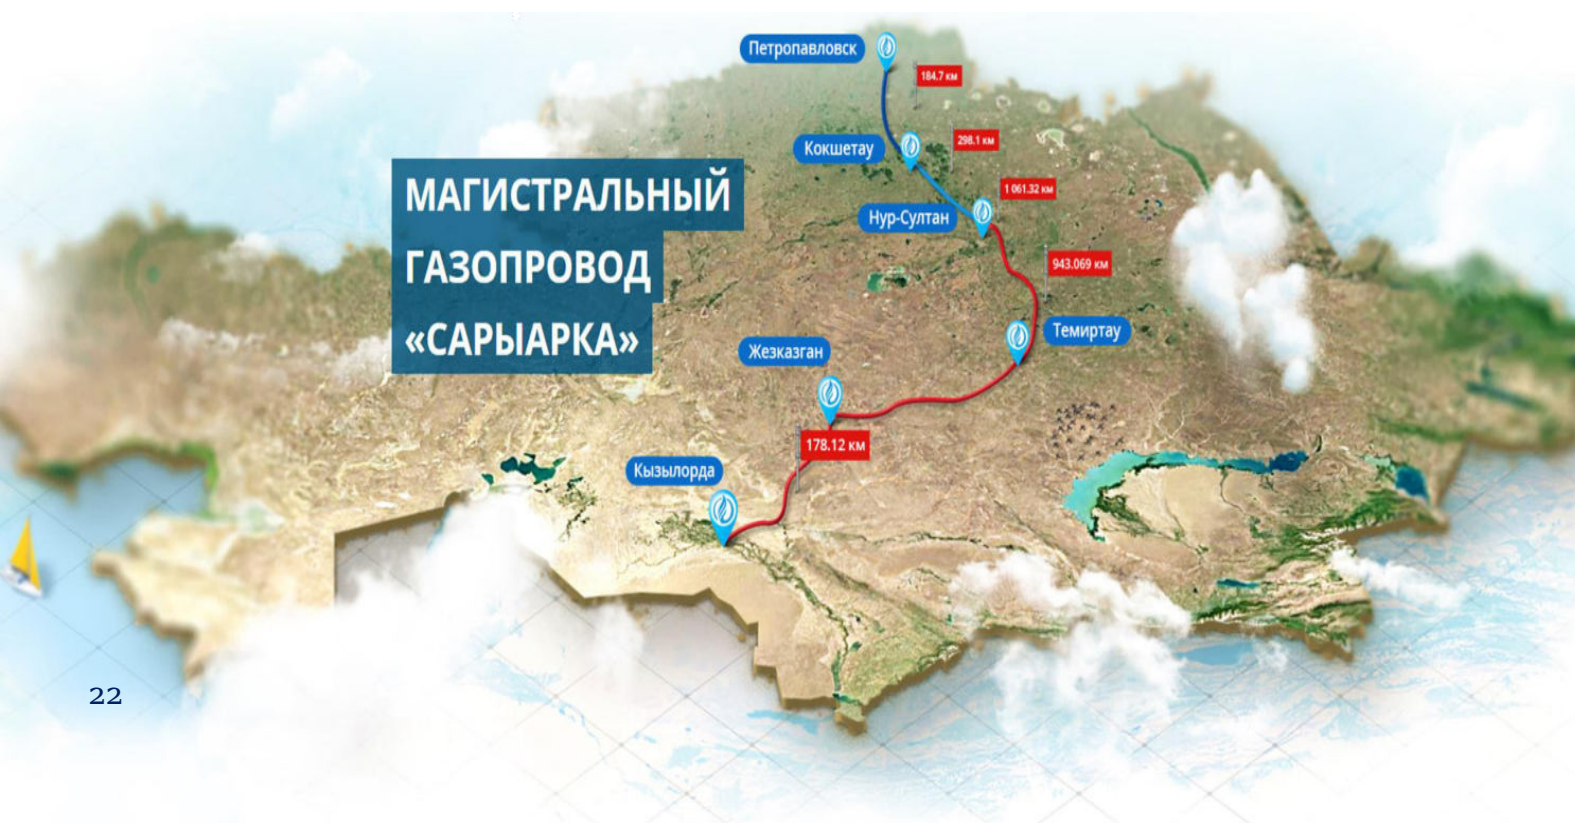 Петропавловск
184.7 км
Кокшетау
298.1 км
МАГИСТРАЛЬНЫЙ
ГАЗОПРОВОД
«САРЫАРКА»
1 061.32 км
Нур-Султан
943.069 км
Темиртау
Жезказган
178.12 км
Кызылорда
22